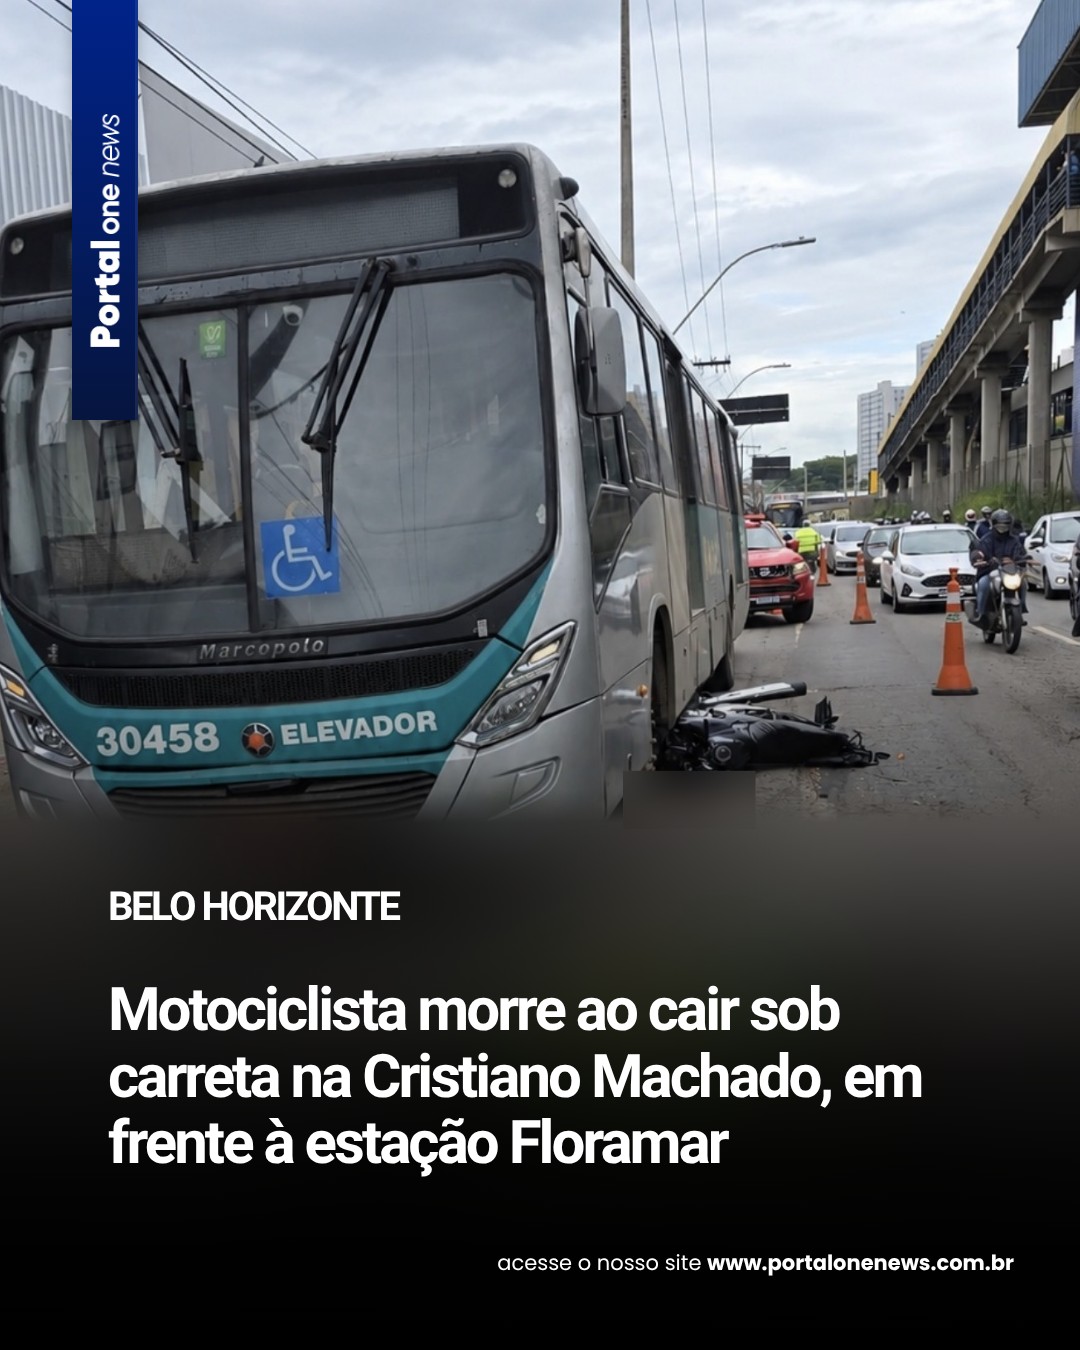 Portal one news
Marcopolo
30458 ELEVADOR
BELO HORIZONTE
Motociclista morre ao cair sob
carreta na Cristiano Machado, em
frente à estação Floramar
acesse o nosso site www.portalonenews.com.br